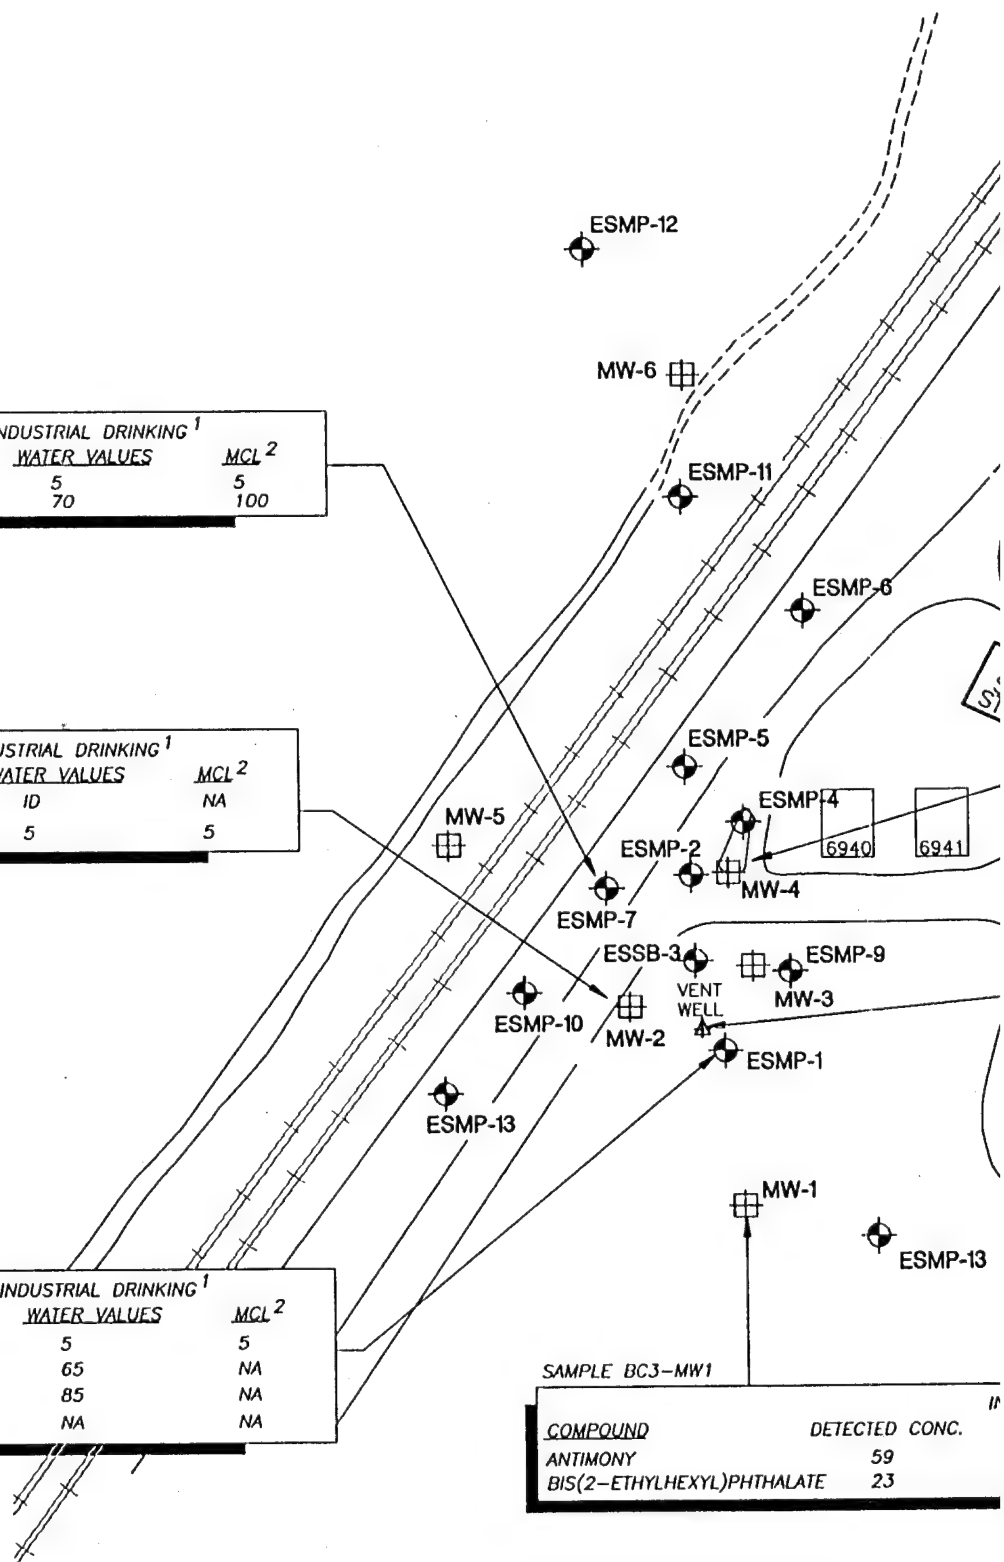 ESMP-12
MW-6
NDUSTRIAL DRINKING 1
WATER VALUES MCL 2
5 5
70 100
ESMP-11
ESMP-6
USTRIAL DRINKING 1
WATER VALUES MCL 2
ID NA
5 5
ESMP-5
ESMP-4
MW-5
ESMP-2
6940
6941
MW-4
ESMP-7
ESSB-3
ESMP-9
VENT
WELL
MW-3
ESMP-10
MW-2
ESMP-1
ESMP-13
MW-1
ESMP-13
INDUSTRIAL DRINKING 1
WATER VALUES MCL 2
5 5
65 NA
85 NA
NA NA
SAMPLE BC3-MW1
COMPOUND DETECTED CONC.
ANTIMONY 59
BIS(2-ETHYLHEXYL)PHTHALATE 23